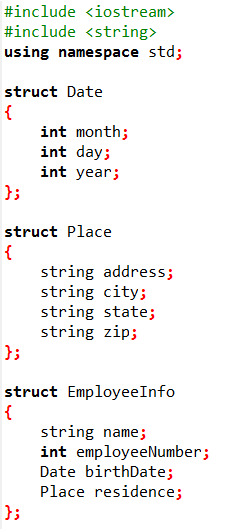 #include <iostream>
#include <string>
using namespace std;
struct Date
{
int month;
int day;
int year;
};
struct Place
{
string address;
string city;
string state;
string zip;
};
struct EmployeeInfo
{
string name;
int employeeNumber;
Date birthDate;
Place residence;
};